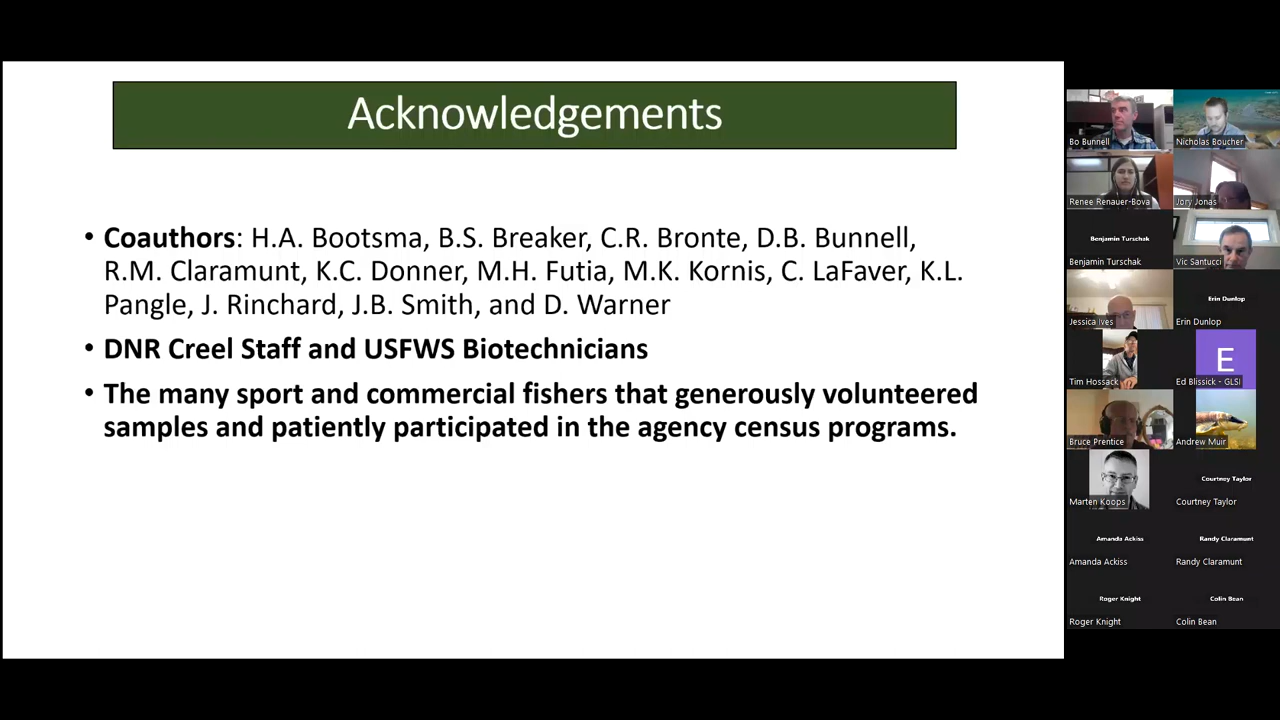 Acknowledgements
• Coauthors: H.A. Bootsma, B.S. Breaker, C.R. Bronte, D.B. Bunnell,
R.M. Claramunt, K.C. Donner, M.H. Futia, M.K. Kornis, C. LaFaver, K.L.
Pangle, J. Rinchard, J.B. Smith, and D. Warner
• DNR Creel Staff and USFWS Biotechnicians
• The many sport and commercial fishers that generously volunteered
samples and patiently participated in the agency census programs.
Bo Bunnell
Nicholas Boucher
Renee Renauer-Bova
Jory Jonas
Benjamin Turschak
Benjamin Turschak
Vic Santucci
Jessica Ives
Erin Dunlop
Erin Dunlop
Tim Hossack
E
Ed Blissick - GLSI
Bruce Prentice
Andrew Muir
Marten Koops
Courtney Taylor
Courtney Taylor
Amanda Ackiss
Amanda Ackiss
Randy Claramunt
Randy Claramunt
Roger Knight
Roger Knight
Colin Bean
Colin Bean